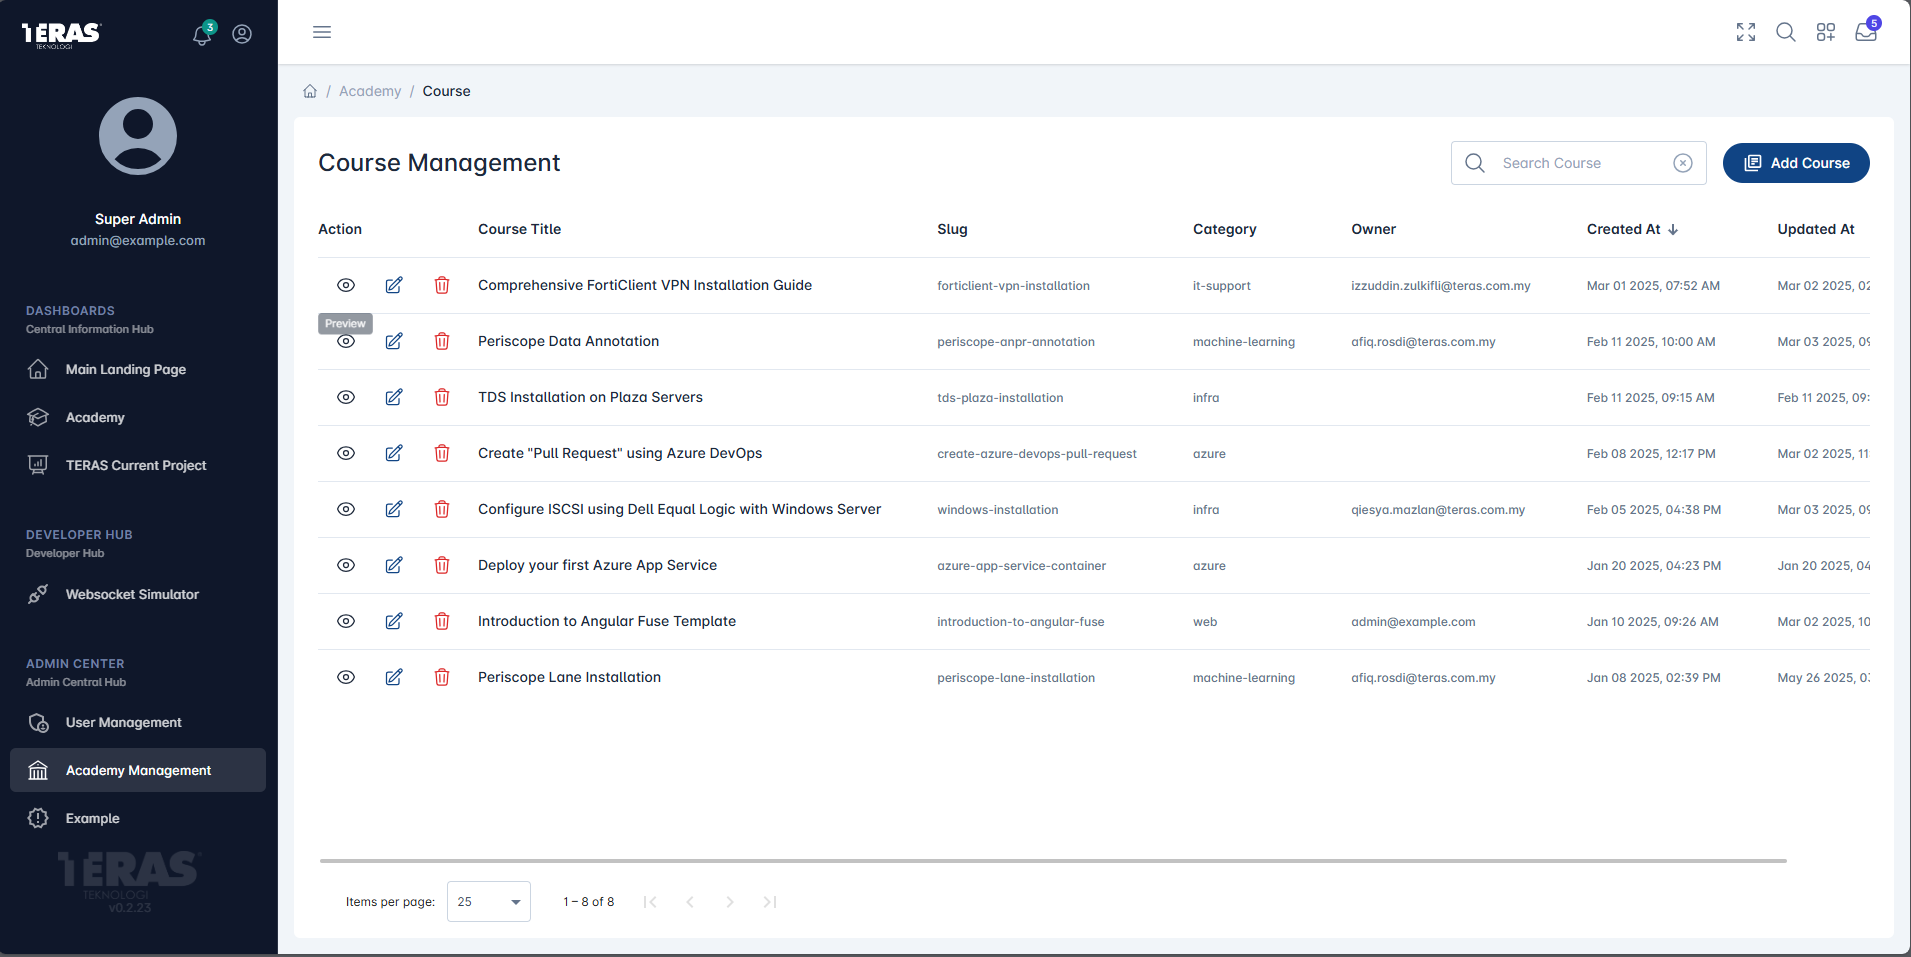 TERAS
TEKNOLOGI
3
Super Admin
admin@example.com
DASHBOARDS
Central Information Hub
Main Landing Page
Academy
TERAS Current Project
DEVELOPER HUB
Developer Hub
Websocket Simulator
ADMIN CENTER
Admin Central Hub
User Management
Academy Management
Example
TERAS
TEKNOLOGI
v0.2.23
5
/ Academy / Course
Course Management
Search Course
Add Course
Action Course Title Slug Category Owner Created At Updated At
Comprehensive FortiClient VPN Installation Guide forticlient-vpn-installation it-support izzuddin.zulkifli@teras.com.my Mar 01 2025, 07:52 AM Mar 02 2025, 02
Preview
Periscope Data Annotation periscope-anpr-annotation machine-learning afiq.rosdi@teras.com.my Feb 11 2025, 10:00 AM Mar 03 2025, 09
TDS Installation on Plaza Servers tds-plaza-installation infra Feb 11 2025, 09:15 AM Feb 11 2025, 09:
Create "Pull Request" using Azure DevOps create-azure-devops-pull-request azure Feb 08 2025, 12:17 PM Mar 02 2025, 11
Configure ISCSI using Dell Equal Logic with Windows Server windows-installation infra qiesya.mazlan@teras.com.my Feb 05 2025, 04:38 PM Mar 03 2025, 09
Deploy your first Azure App Service azure-app-service-container azure Jan 20 2025, 04:23 PM Jan 20 2025, 04
Introduction to Angular Fuse Template introduction-to-angular-fuse web admin@example.com Jan 10 2025, 09:26 AM Mar 02 2025, 10
Periscope Lane Installation periscope-lane-installation machine-learning afiq.rosdi@teras.com.my Jan 08 2025, 02:39 PM May 26 2025, 03
Items per page: 25 1 – 8 of 8